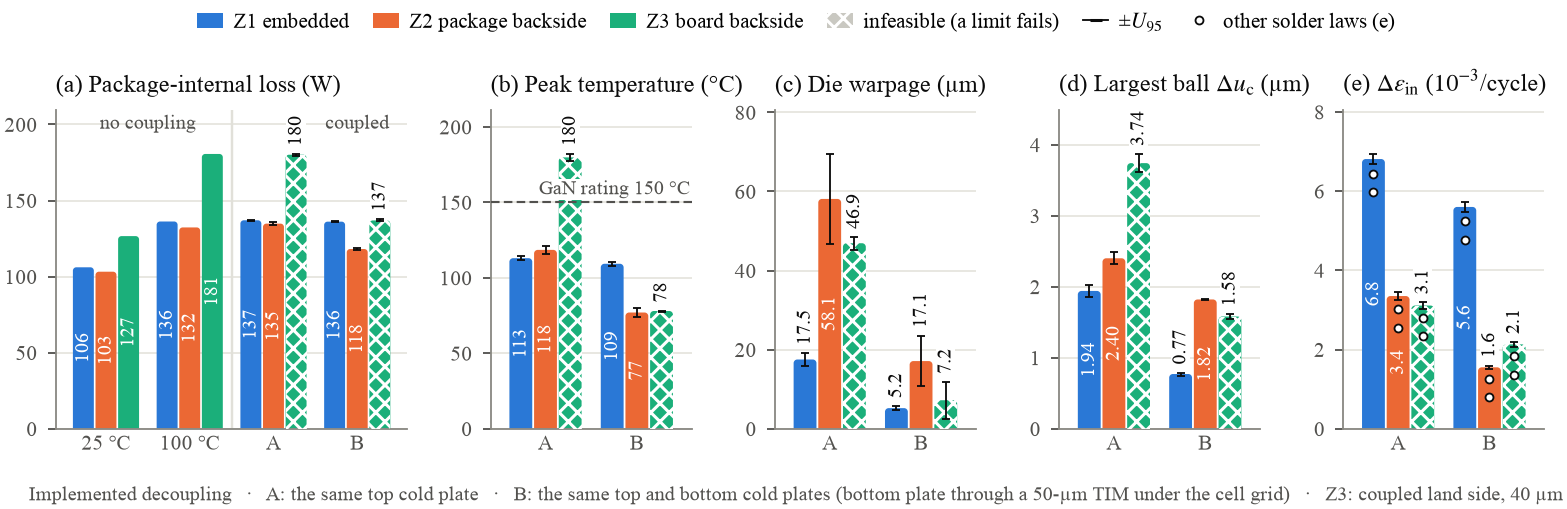 Z1 embedded Z2 package backside Z3 board backside infeasible (a limit fails) ±U95 other solder laws (e)
(a) Package-internal loss (W)
no coupling coupled
200
150
100
50
0
106 103 127 136 132 181 137 135 180 136 118 137
25 °C 100 °C A B
(b) Peak temperature (°C)
200
150
100
50
0
GaN rating 150 °C
113 118 180 109 77 78
A B
(c) Die warpage (µm)
80
60
40
20
0
17.5 58.1 46.9 5.2 17.1 7.2
A B
(d) Largest ball Δuc (µm)
4
3
2
1
0
1.94 2.40 3.74 0.77 1.82 1.58
A B
(e) Δεin (10−3/cycle)
8
6
4
2
0
6.8 3.4 3.1 5.6 1.6 2.1
A B
Implemented decoupling · A: the same top cold plate · B: the same top and bottom cold plates (bottom plate through a 50-µm TIM under the cell grid) · Z3: coupled land side, 40 µm